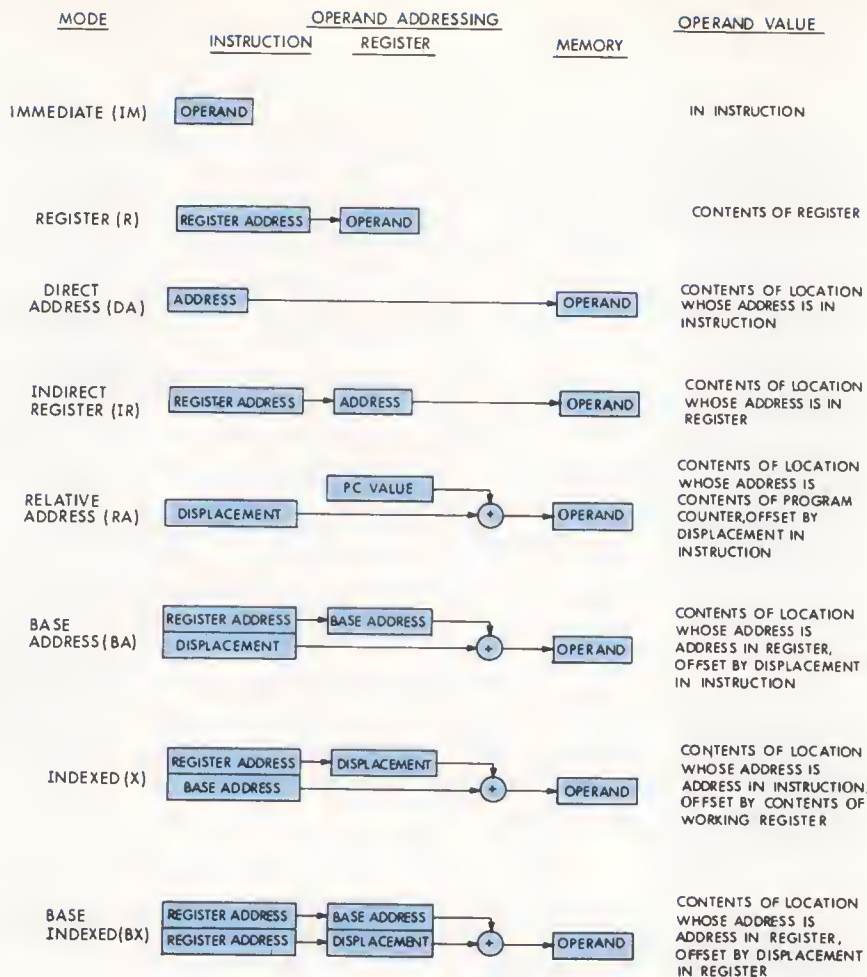 MODE
OPERAND ADDRESSING
OPERAND VALUE
INSTRUCTION
REGISTER
MEMORY
IMMEDIATE (IM)
OPERAND
IN INSTRUCTION
REGISTER (R)
REGISTER ADDRESS
OPERAND
CONTENTS OF REGISTER
DIRECT
ADDRESS (DA)
ADDRESS
OPERAND
CONTENTS OF LOCATION
WHOSE ADDRESS IS IN
INSTRUCTION
INDIRECT
REGISTER (IR)
REGISTER ADDRESS
ADDRESS
OPERAND
CONTENTS OF LOCATION
WHOSE ADDRESS IS IN
REGISTER
RELATIVE
ADDRESS (RA)
PC VALUE
DISPLACEMENT
+
OPERAND
CONTENTS OF LOCATION
WHOSE ADDRESS IS
CONTENTS OF PROGRAM
COUNTER,OFFSET BY
DISPLACEMENT IN
INSTRUCTION
BASE
ADDRESS(BA)
REGISTER ADDRESS
BASE ADDRESS
DISPLACEMENT
+
OPERAND
CONTENTS OF LOCATION
WHOSE ADDRESS IS
ADDRESS IN REGISTER,
OFFSET BY DISPLACEMENT
IN INSTRUCTION
INDEXED(X)
REGISTER ADDRESS
DISPLACEMENT
BASE ADDRESS
+
OPERAND
CONTENTS OF LOCATION
WHOSE ADDRESS IS
ADDRESS IN INSTRUCTION,
OFFSET BY CONTENTS OF
WORKING REGISTER
BASE
INDEXED(BX)
REGISTER ADDRESS
BASE ADDRESS
REGISTER ADDRESS
DISPLACEMENT
+
OPERAND
CONTENTS OF LOCATION
WHOSE ADDRESS IS
ADDRESS IN REGISTER,
OFFSET BY DISPLACEMENT
IN REGISTER